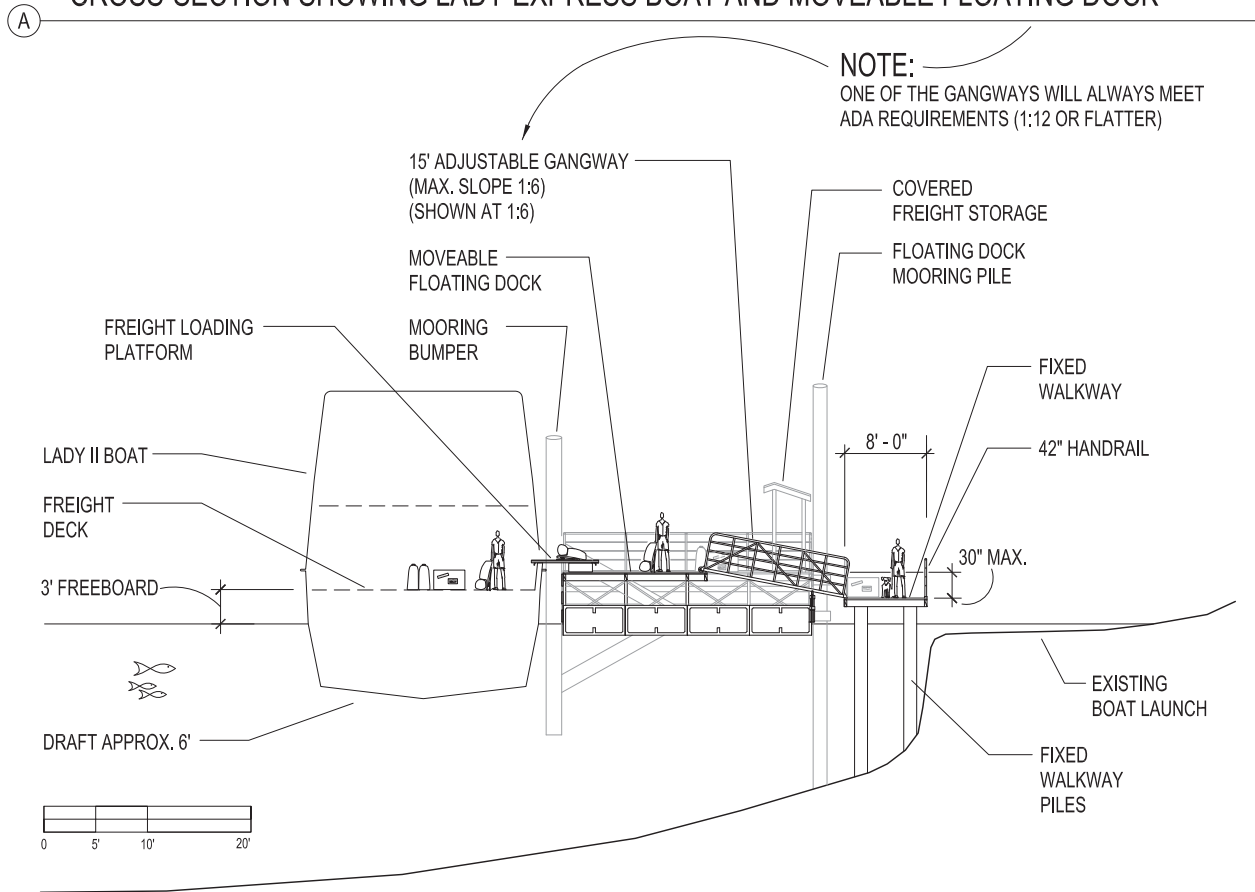 CROSS-SECTION SHOWING LADY EXPRESS BOAT AND MOVEABLE FLOATING DOCK
A
NOTE:
ONE OF THE GANGWAYS WILL ALWAYS MEET
ADA REQUIREMENTS (1:12 OR FLATTER)
15' ADJUSTABLE GANGWAY
(MAX. SLOPE 1:6)
(SHOWN AT 1:6)
COVERED
FREIGHT STORAGE
MOVEABLE
FLOATING DOCK
FLOATING DOCK
MOORING PILE
FREIGHT LOADING
PLATFORM
MOORING
BUMPER
FIXED
WALKWAY
8' - 0"
42" HANDRAIL
LADY II BOAT
FREIGHT
DECK
30" MAX.
3' FREEBOARD
EXISTING
BOAT LAUNCH
DRAFT APPROX. 6'
FIXED
WALKWAY
PILES
0 5' 10' 20'